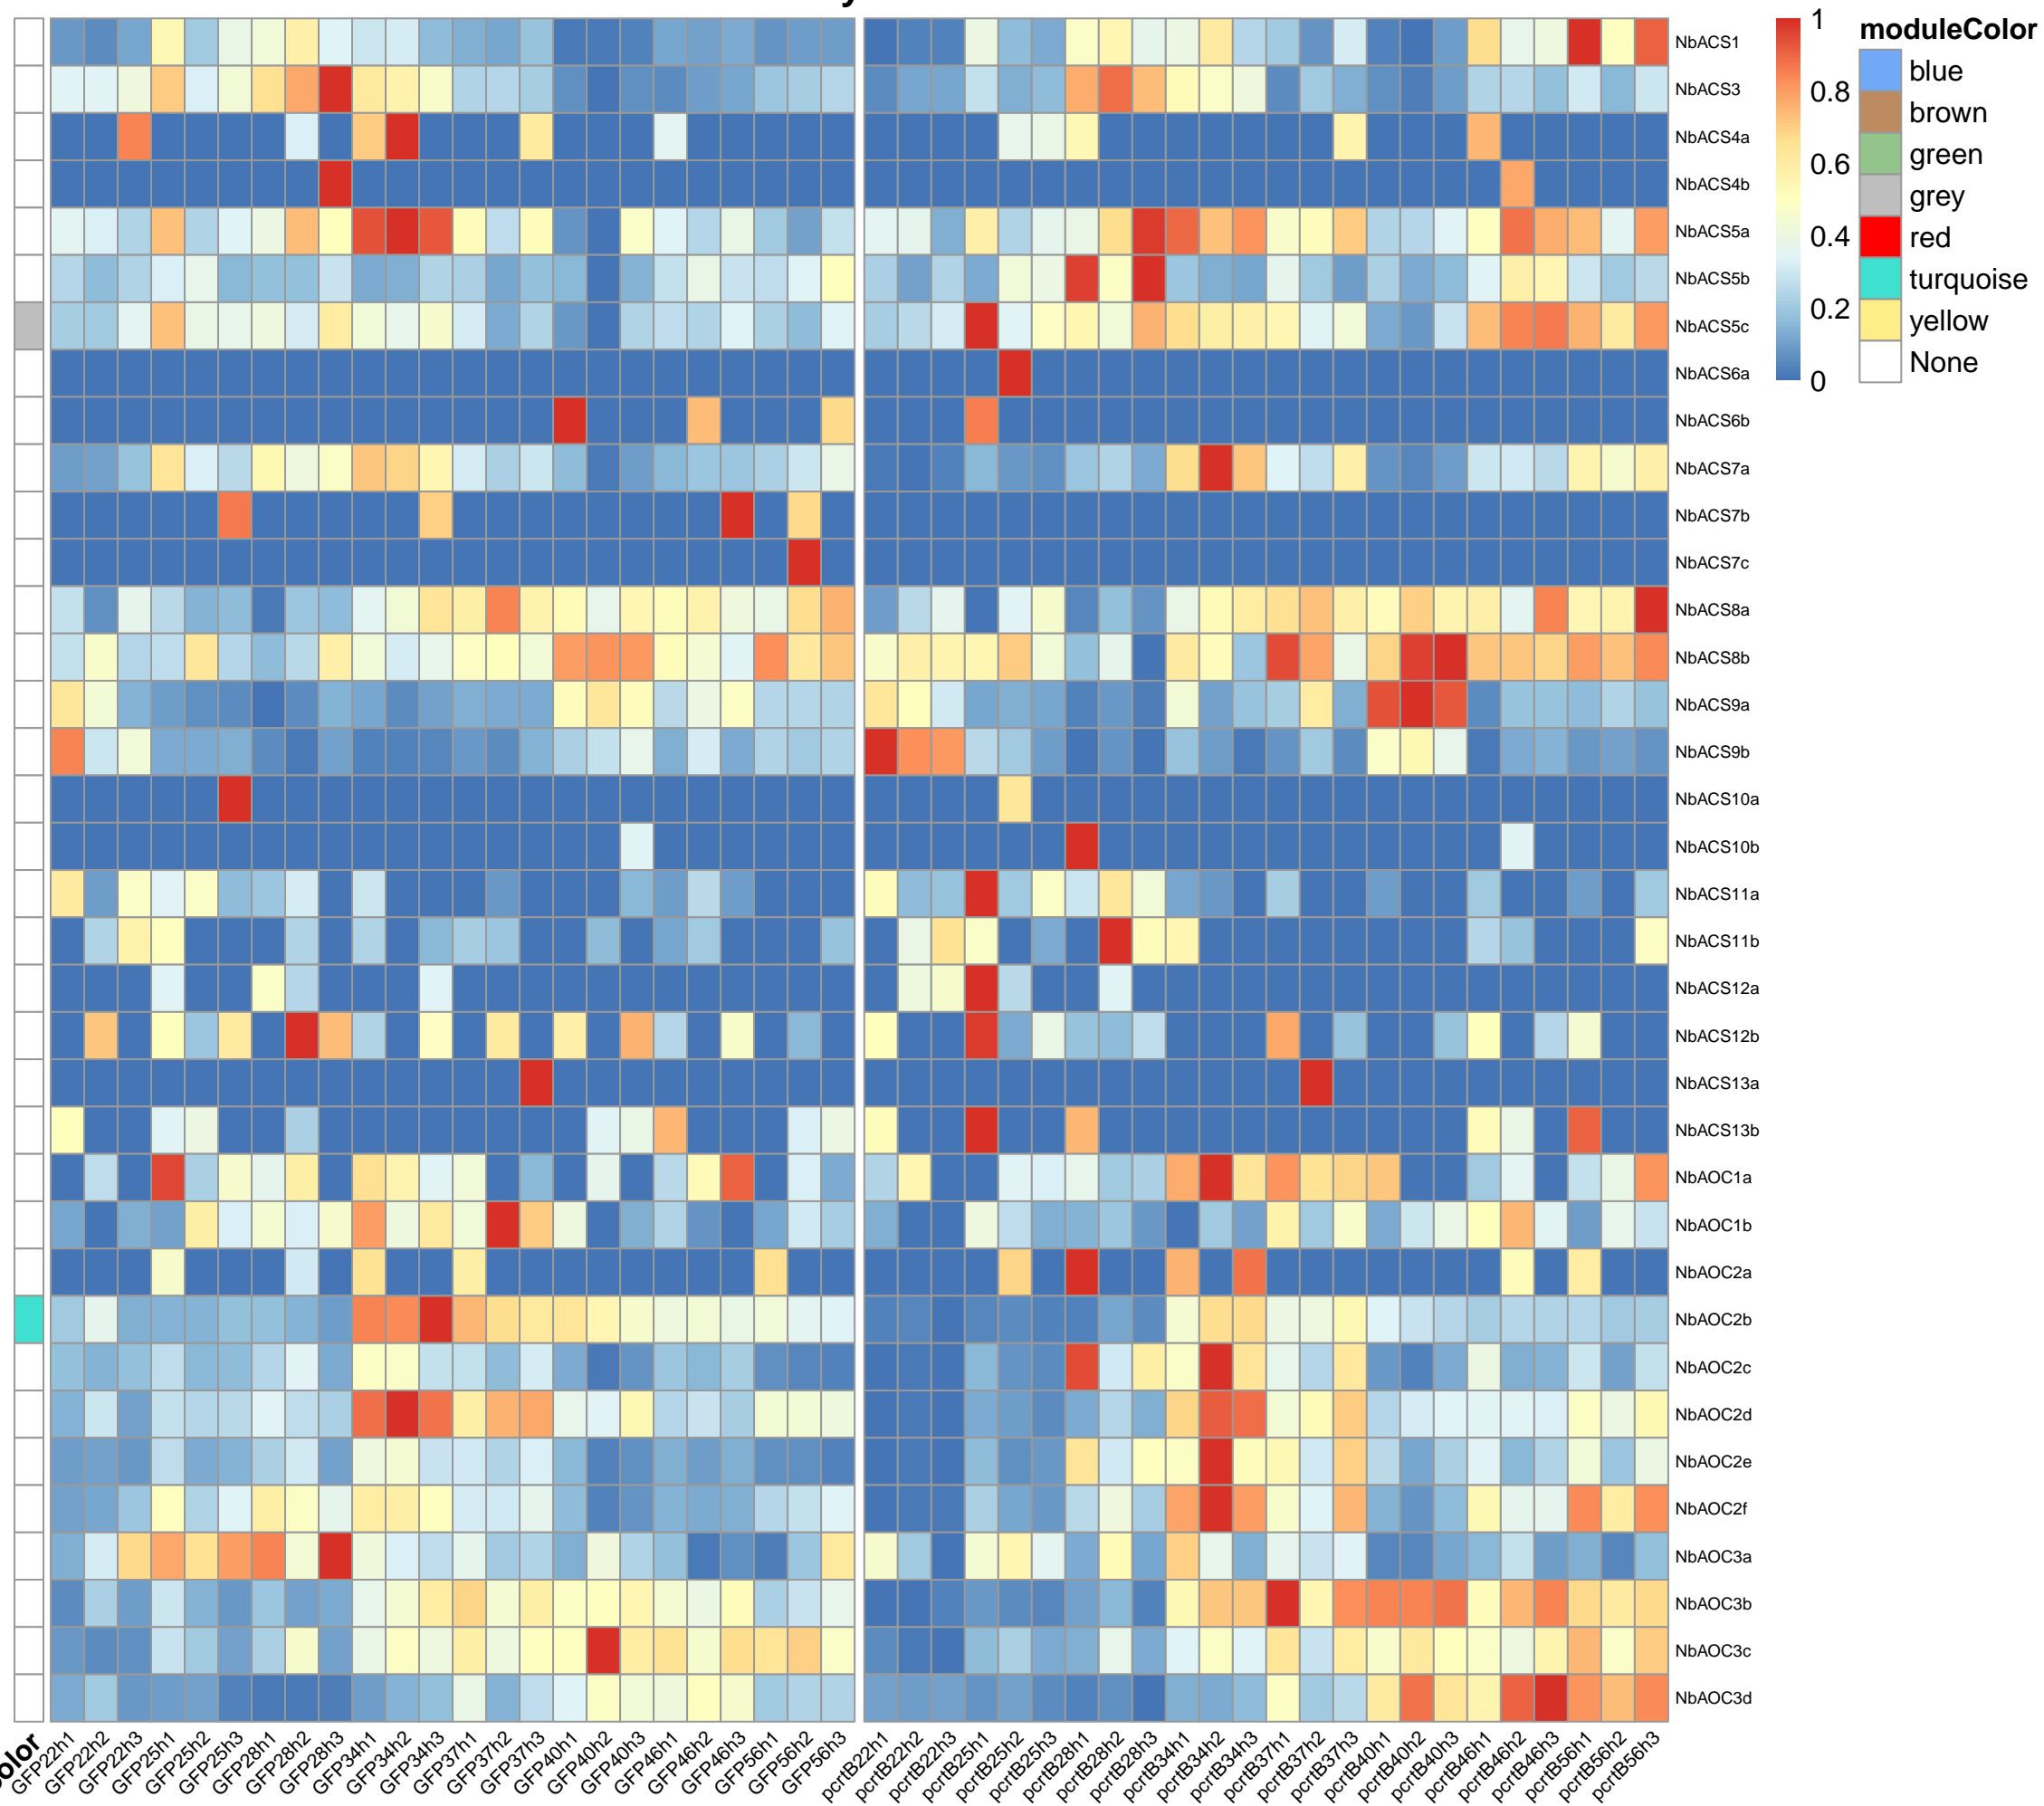 y
NbACS1
NbACS3
NbACS4a
NbACS4b
NbACS5a
NbACS5b
NbACS5c
NbACS6a
NbACS6b
NbACS7a
NbACS7b
NbACS7c
NbACS8a
NbACS8b
NbACS9a
NbACS9b
NbACS10a
NbACS10b
NbACS11a
NbACS11b
NbACS12a
NbACS12b
NbACS13a
NbACS13b
NbAOC1a
NbAOC1b
NbAOC2a
NbAOC2b
NbAOC2c
NbAOC2d
NbAOC2e
NbAOC2f
NbAOC3a
NbAOC3b
NbAOC3c
NbAOC3d
1
0.8
0.6
0.4
0.2
0
moduleColor
blue
brown
green
grey
red
turquoise
yellow
None
olor
GFP22h1
GFP22h2
GFP22h3
GFP25h1
GFP25h2
GFP25h3
GFP28h1
GFP28h2
GFP28h3
GFP34h1
GFP34h2
GFP34h3
GFP37h1
GFP37h2
GFP37h3
GFP40h1
GFP40h2
GFP40h3
GFP46h1
GFP46h2
GFP46h3
GFP56h1
GFP56h2
GFP56h3
pcrtB22h1
pcrtB22h2
pcrtB22h3
pcrtB25h1
pcrtB25h2
pcrtB25h3
pcrtB28h1
pcrtB28h2
pcrtB28h3
pcrtB34h1
pcrtB34h2
pcrtB34h3
pcrtB37h1
pcrtB37h2
pcrtB37h3
pcrtB40h1
pcrtB40h2
pcrtB40h3
pcrtB46h1
pcrtB46h2
pcrtB46h3
pcrtB56h1
pcrtB56h2
pcrtB56h3